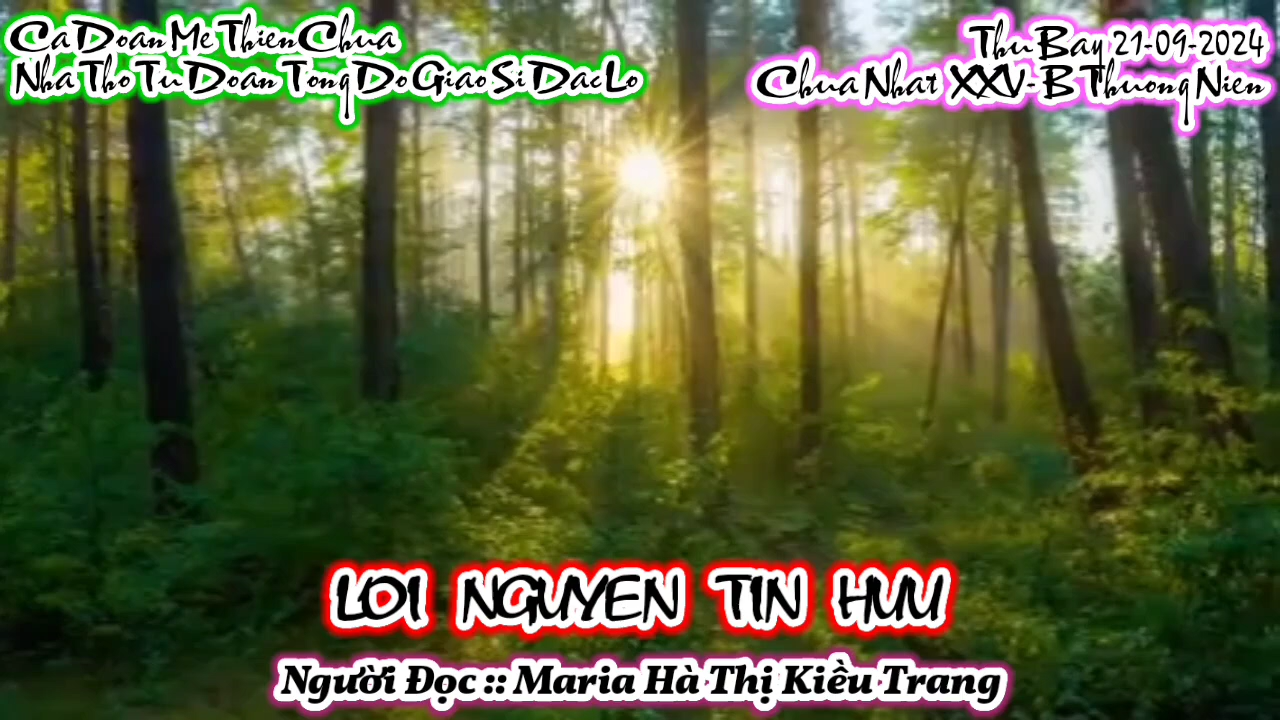 Ca Doan Me Thien Chua
Nha Tho Tu Doan Tong Do Giao Si Dac Lo
Thu Bay 21-09-2024
Chua Nhat XXV-B Thuong Nien
LOI NGUYEN TIN HUU
Người Đọc :: Maria Hà Thị Kiều Trang